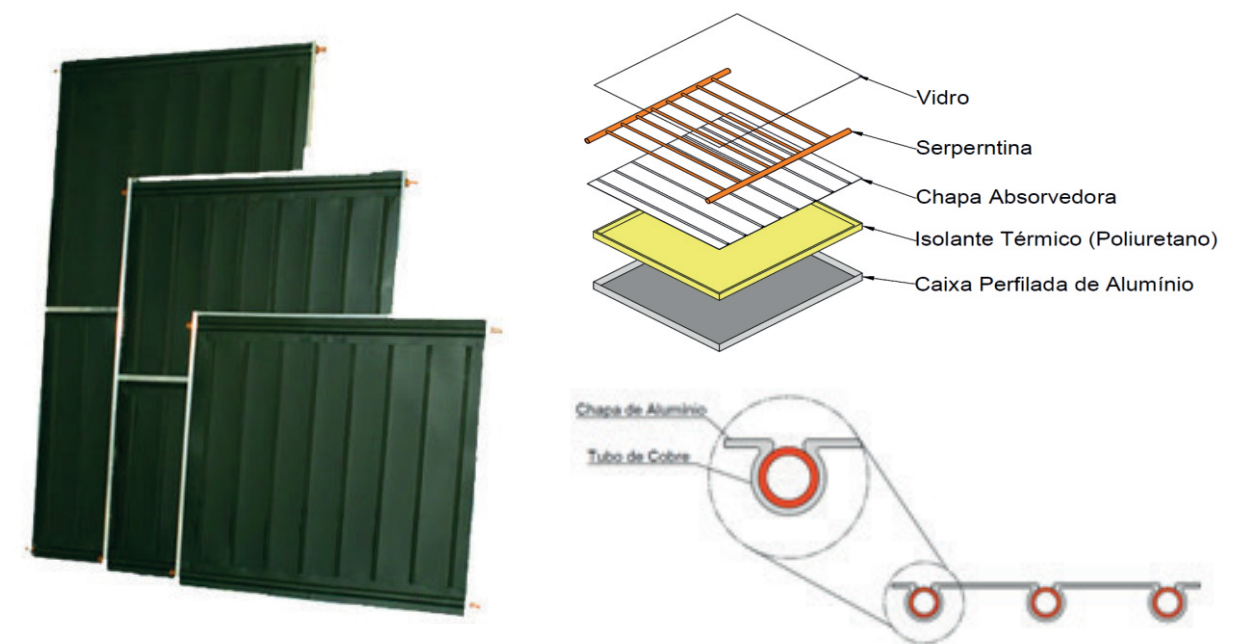 Vidro
Serperntina
Chapa Absorvedora
Isolante Térmico (Poliuretano)
Caixa Perfilada de Alumínio
Chapa de Alumínio
Tubo de Cobre